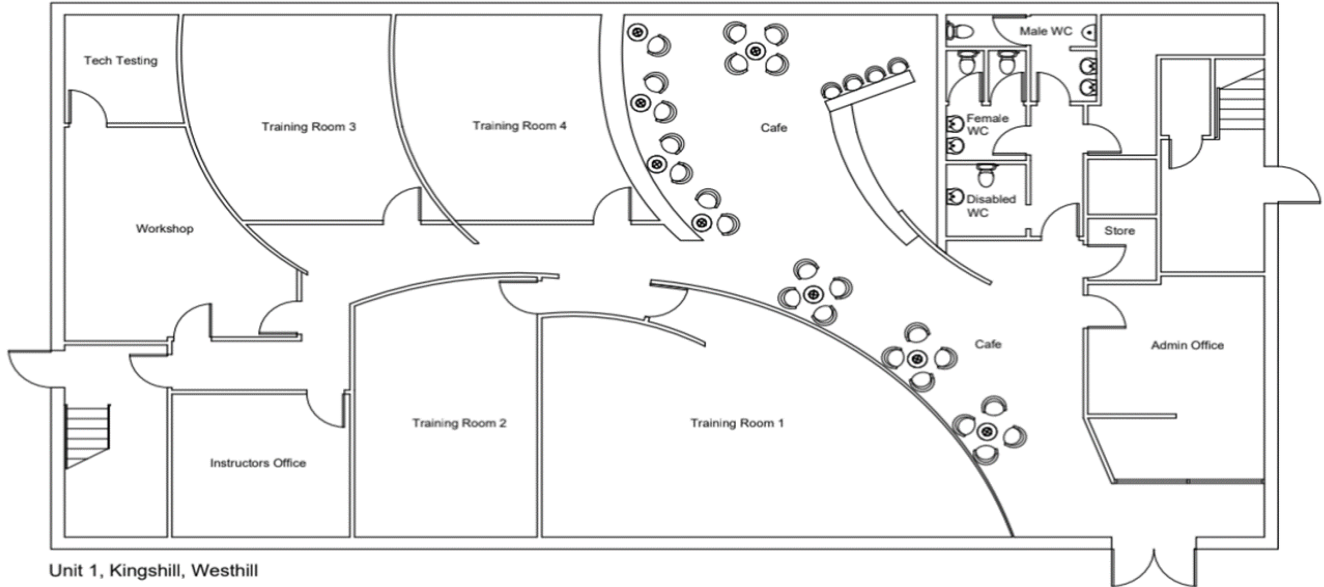 Male WC
Tech Testing
Training Room 3
Training Room 4
Cafe
Female
WC
Disabled
WC
Workshop
Store
Cafe
Admin Office
Training Room 2
Training Room 1
Instructors Office
Unit 1, Kingshill, Westhill